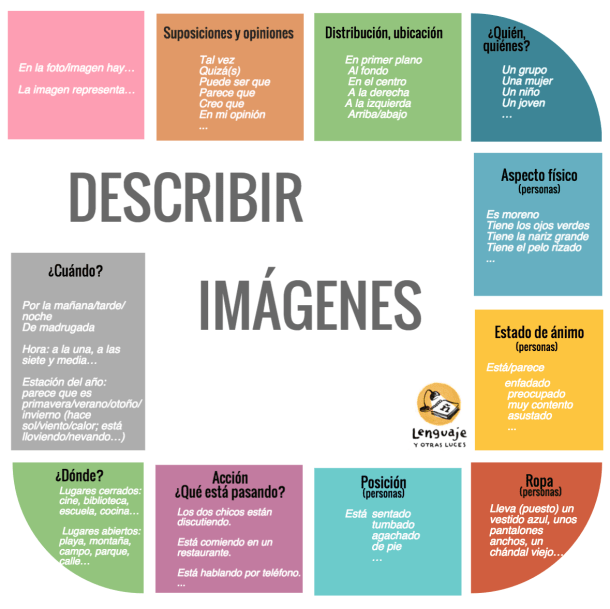 En la foto/imagen hay…
La imagen representa…
Suposiciones y opiniones
Tal vez
Quizá(s)
Puede ser que
Parece que
Creo que
En mi opinión
...
Distribución, ubicación
En primer plano
Al fondo
En el centro
A la derecha
A la izquierda
Arriba/abajo
¿Quién,
quiénes?
Un grupo
Una mujer
Un niño
Un joven
…
DESCRIBIR
IMÁGENES
Aspecto físico
(personas)
Es moreno
Tiene los ojos verdes
Tiene la nariz grande
Tiene el pelo rizado
...
¿Cuándo?
Por la mañana/tarde/
noche
De madrugada
Hora: a la una, a las
siete y media…
Estación del año:
parece que es
primavera/verano/otoño/
invierno (hace
sol/viento/calor; está
lloviendo/nevando…)
Estado de ánimo
(personas)
Está/parece
enfadado
preocupado
muy contento
asustado
...
Lenguaje
Y OTRAS LUCES
¿Dónde?
Lugares cerrados:
cine, biblioteca,
escuela, cocina…
Lugares abiertos:
playa, montaña,
campo, parque,
calle…
Acción
¿Qué está pasando?
Los dos chicos están
discutiendo.
Está comiendo en un
restaurante.
Está hablando por teléfono.
...
Posición
(personas)
Está sentado
tumbado
agachado
de pie
…
Ropa
(personas)
Lleva (puesto) un
vestido azul, unos
pantalones
anchos, un
chándal viejo…